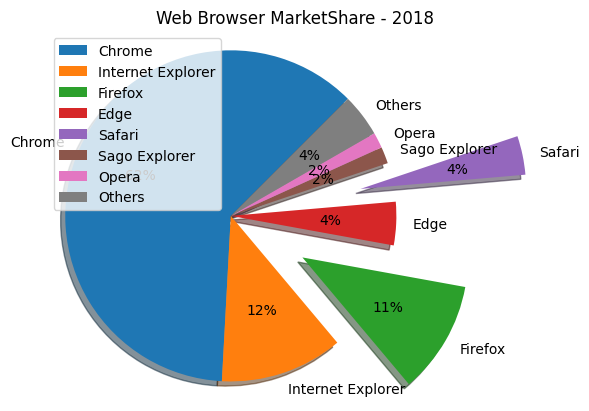 Web Browser MarketShare - 2018
Chrome
Internet Explorer
Firefox
Edge
Safari
Sago Explorer
Opera
Others
Chrome
Internet Explorer
12%
Firefox
11%
Edge
4%
Safari
4%
Sago Explorer
2%
Opera
2%
Others
4%